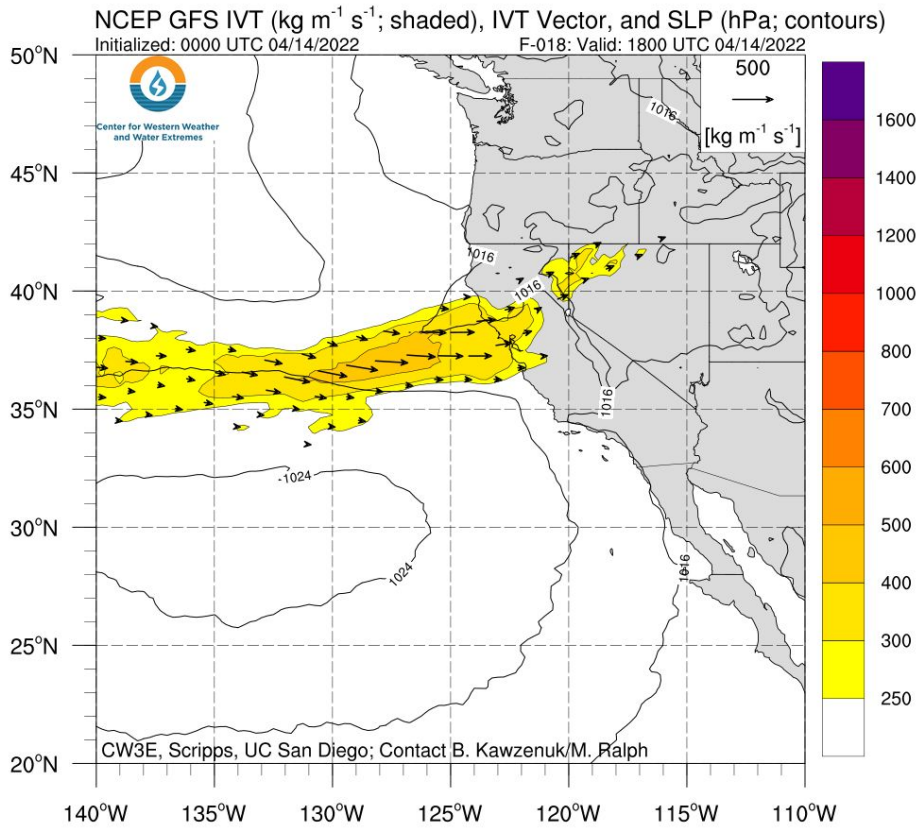 NCEP GFS IVT (kg m⁻¹ s⁻¹; shaded), IVT Vector, and SLP (hPa; contours)
Initialized: 0000 UTC 04/14/2022 F-018: Valid: 1800 UTC 04/14/2022
Center for Western Weather
and Water Extremes
500
[kg m⁻¹ s⁻¹]
50°N
45°N
40°N
35°N
30°N
25°N
20°N
1016
1016
1016
1016
1016
1024
1024
1600
1400
1200
1000
800
700
600
500
400
300
250
CW3E, Scripps, UC San Diego; Contact B. Kawzenuk/M. Ralph
140°W 135°W 130°W 125°W 120°W 115°W 110°W